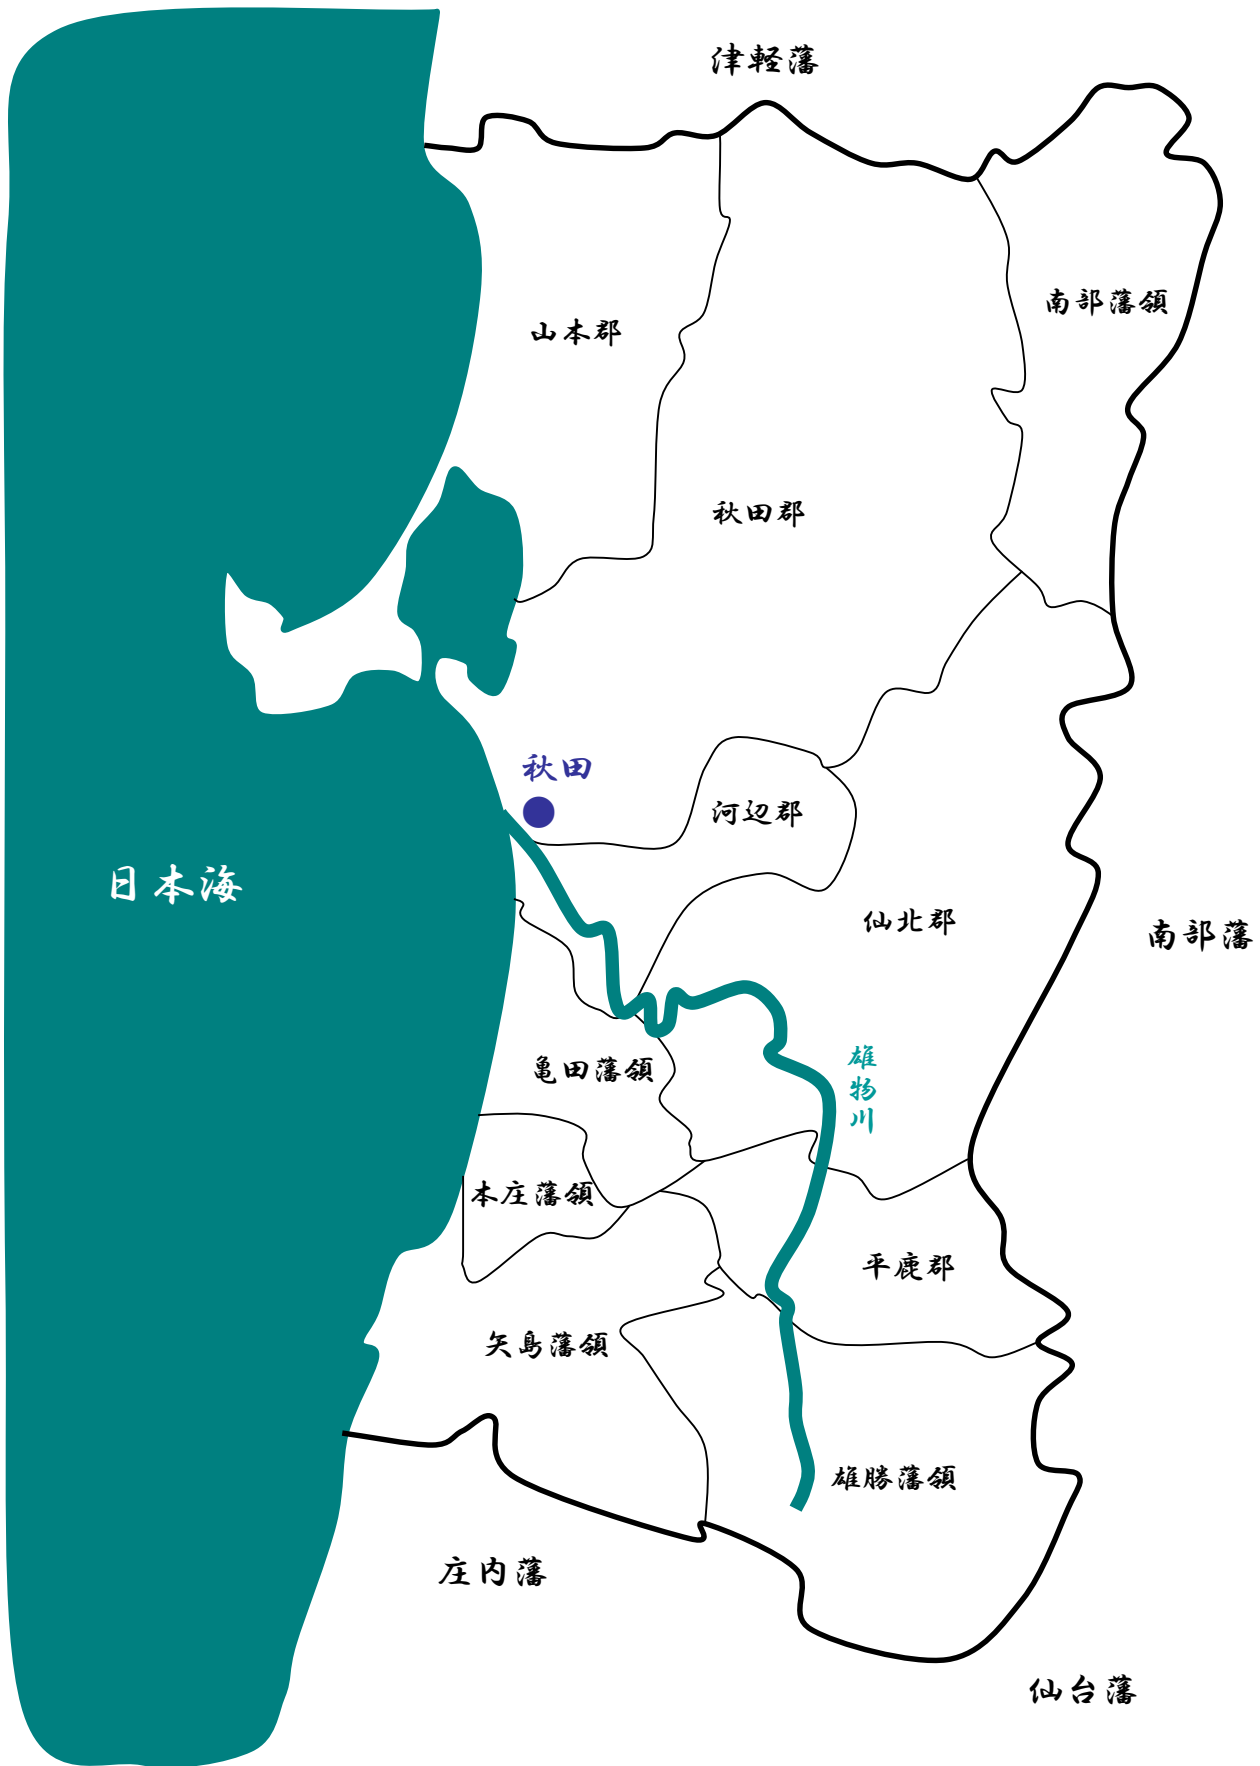 津軽藩
南部藩領
山本郡
秋田郡
秋田
河辺郡
日本海
仙北郡
南部藩
雄物川
亀田藩領
本庄藩領
平鹿郡
矢島藩領
雄勝藩領
庄内藩
仙台藩